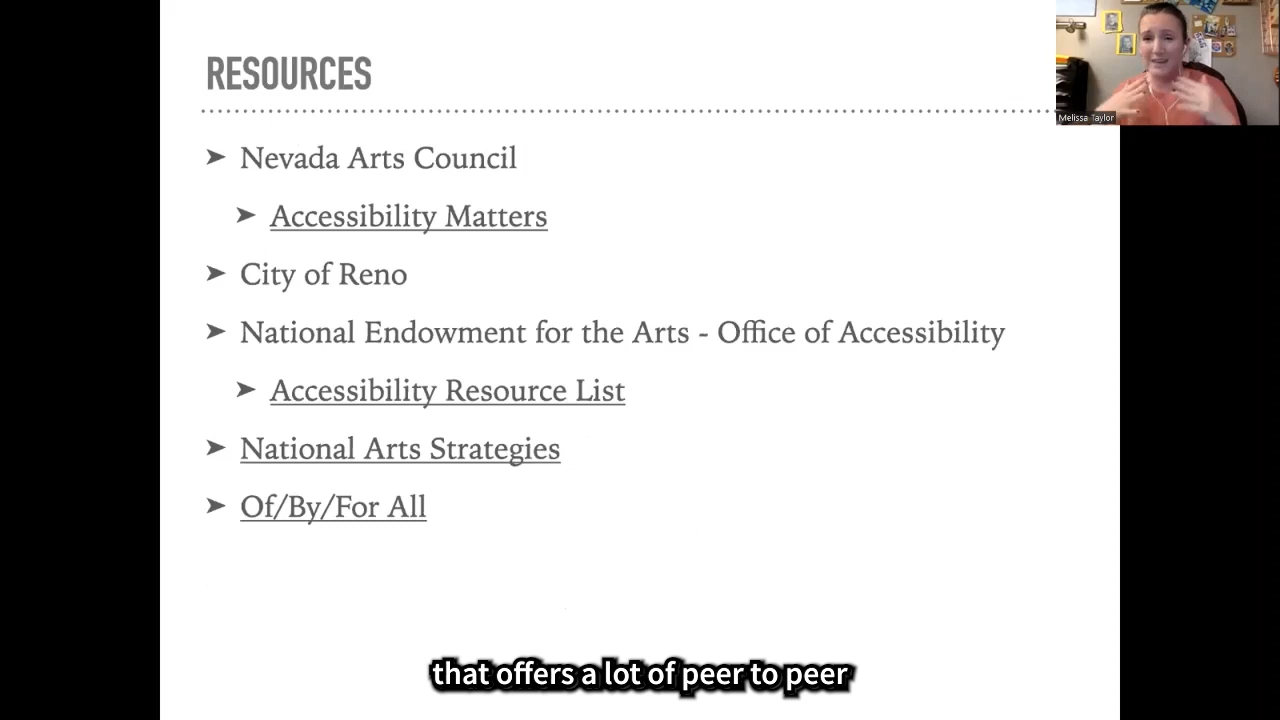 RESOURCES
Melissa Taylor
➤ Nevada Arts Council
➤ Accessibility Matters
➤ City of Reno
➤ National Endowment for the Arts - Office of Accessibility
➤ Accessibility Resource List
➤ National Arts Strategies
➤ Of/By/For All
that offers a lot of peer to peer